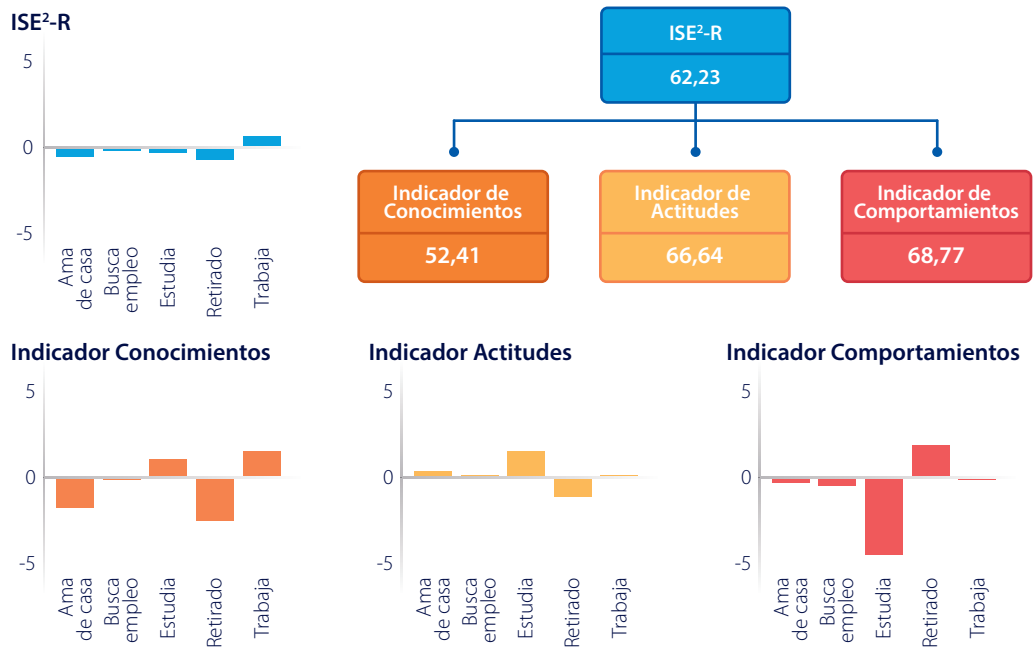 ISE²-R
5
0
-5
Ama
de casa
Busca
empleo
Estudia
Retirado
Trabaja
ISE²-R
62,23
Indicador de
Conocimientos
52,41
Indicador de
Actitudes
66,64
Indicador de
Comportamientos
68,77
Indicador Conocimientos
5
0
-5
Ama
de casa
Busca
empleo
Estudia
Retirado
Trabaja
Indicador Actitudes
5
0
-5
Ama
de casa
Busca
empleo
Estudia
Retirado
Trabaja
Indicador Comportamientos
5
0
-5
Ama
de casa
Busca
empleo
Estudia
Retirado
Trabaja